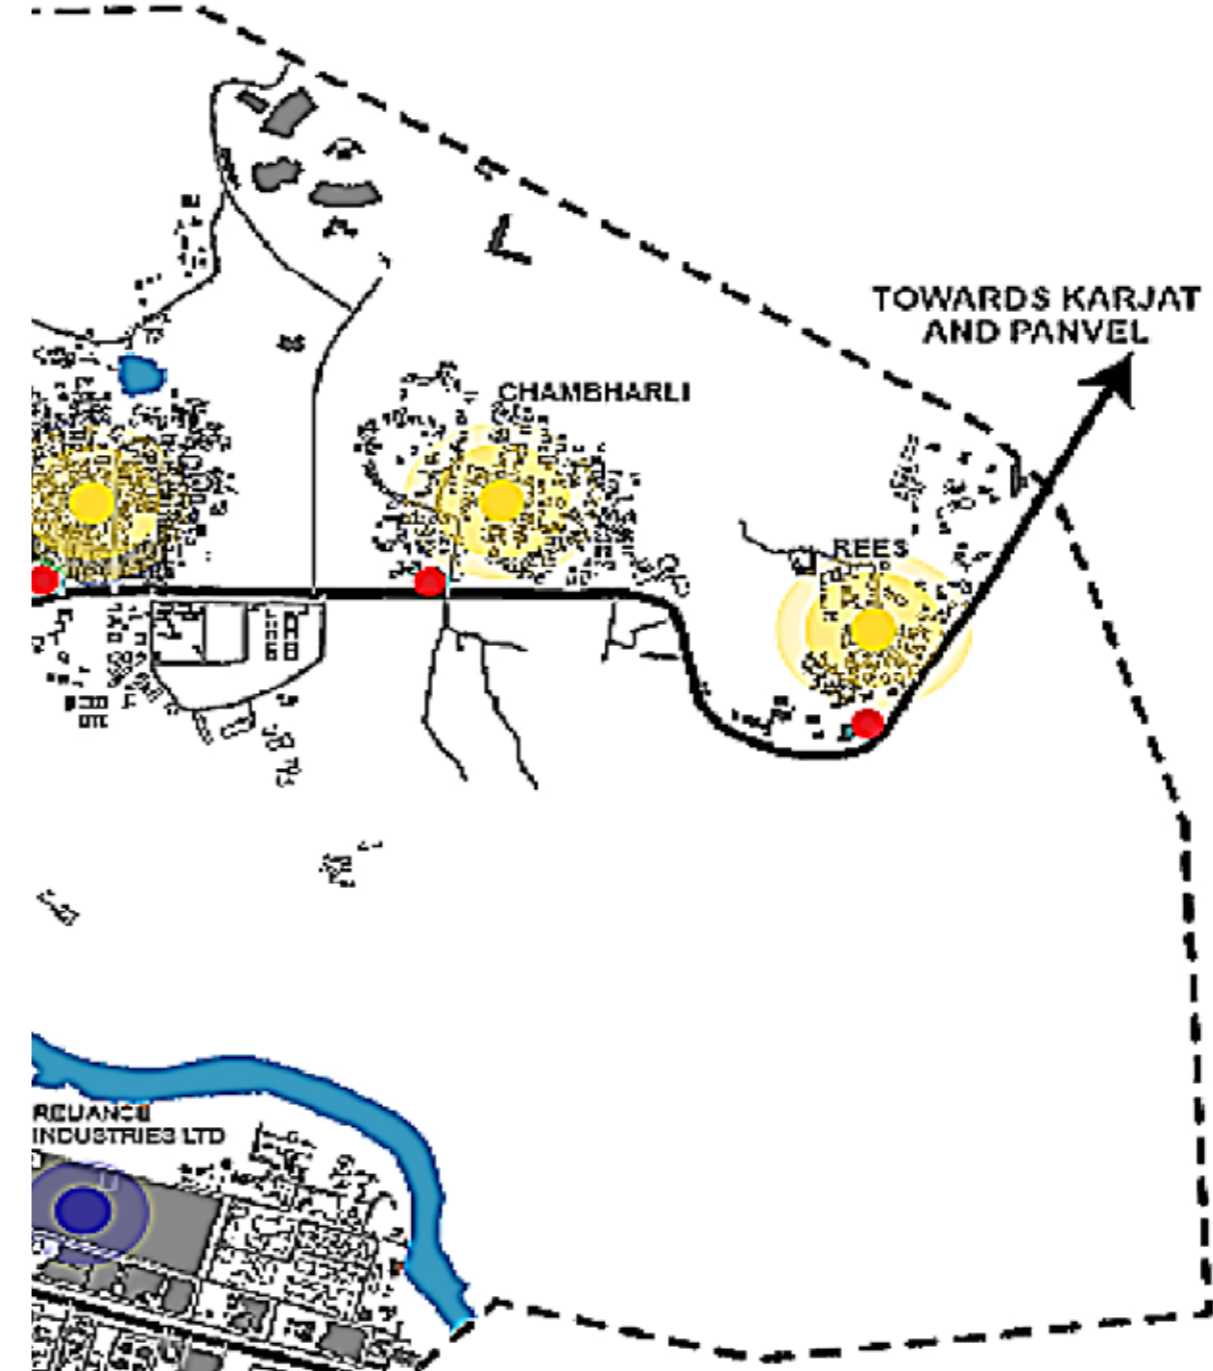 TOWARDS KARJAT
AND PANVEL
CHAMBHARLI
REES
RELIANCE
INDUSTRIES LTD